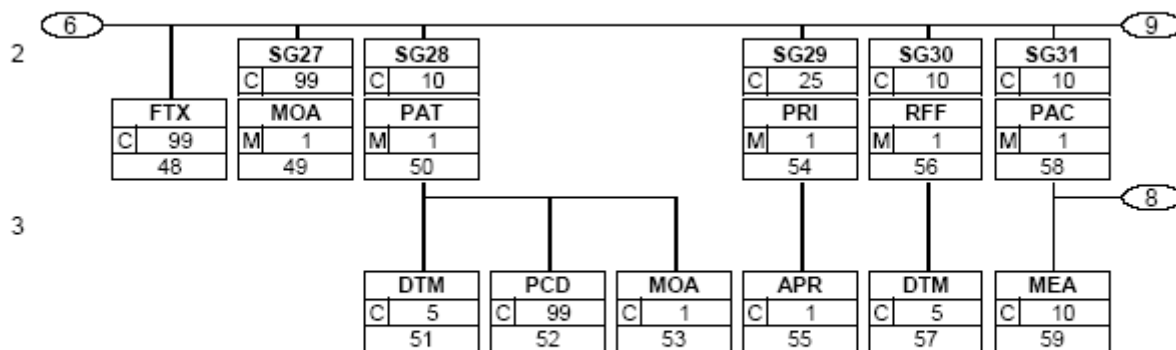 6 9
2
SG27 SG28 SG29 SG30 SG31
C 99 C 10 C 25 C 10 C 10
FTX MOA PAT PRI RFF PAC
C 99 M 1 M 1 M 1 M 1 M 1
48 49 50 54 56 58
8
3
DTM PCD MOA APR DTM MEA
C 5 C 99 C 1 C 1 C 5 C 10
51 52 53 55 57 59